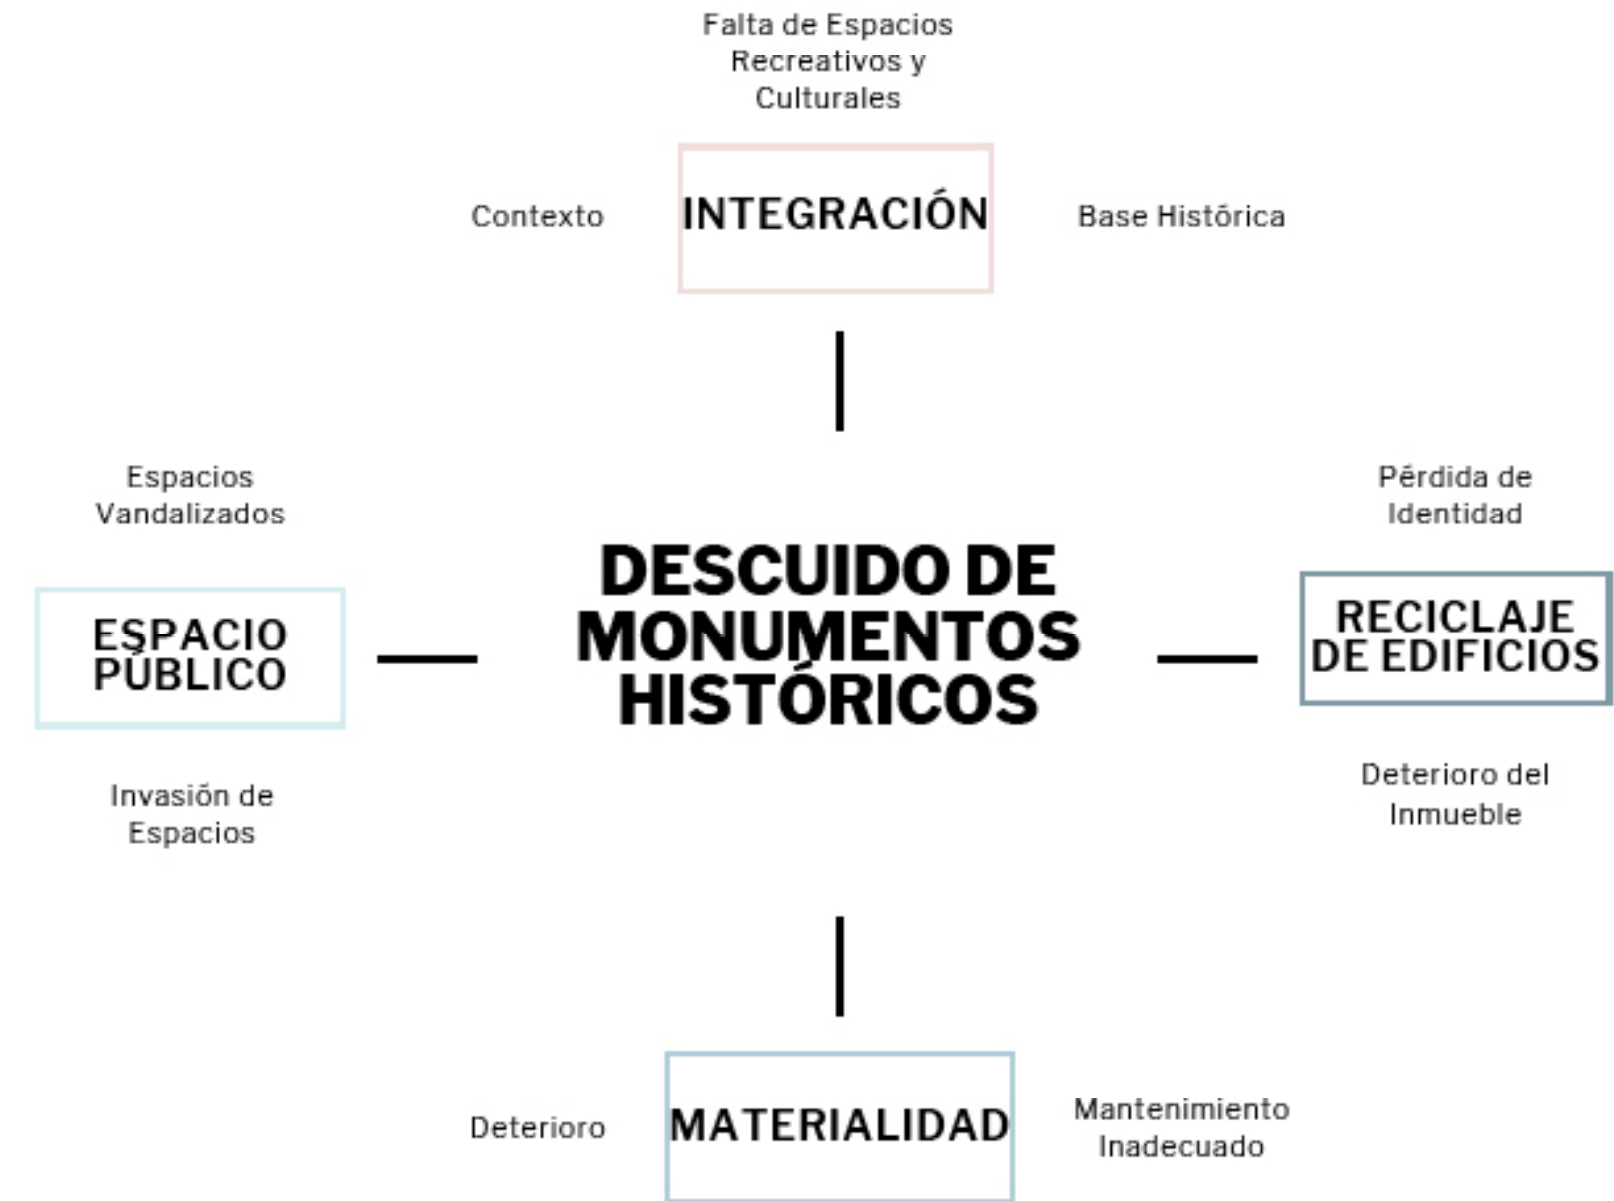 Falta de Espacios
Recreativos y
Culturales
Contexto
INTEGRACIÓN
Base Histórica
Espacios
Vandalizados
ESPACIO
PÚBLICO
Invasión de
Espacios
DESCUIDO DE
MONUMENTOS
HISTÓRICOS
Pérdida de
Identidad
RECICLAJE
DE EDIFICIOS
Deterioro del
Inmueble
Deterioro
MATERIALIDAD
Mantenimiento
Inadecuado